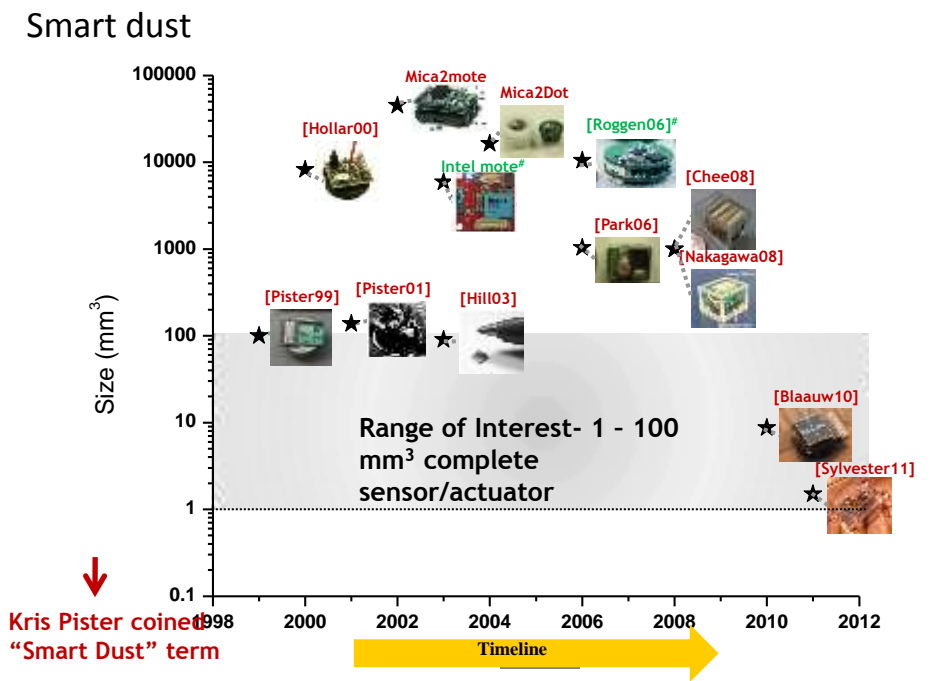 Smart dust
100000
10000
1000
100
10
1
0.1
Size (mm³)
Mica2mote
Mica2Dot
[Hollar00]
[Roggen06]#
Intel mote#
[Chee08]
[Park06]
[Nakagawa08]
[Pister99]
[Pister01]
[Hill03]
[Blaauw10]
[Sylvester11]
Range of Interest- 1 – 100
mm³ complete
sensor/actuator
1998 2000 2002 2004 2006 2008 2010 2012
Kris Pister coined
“Smart Dust” term
Timeline